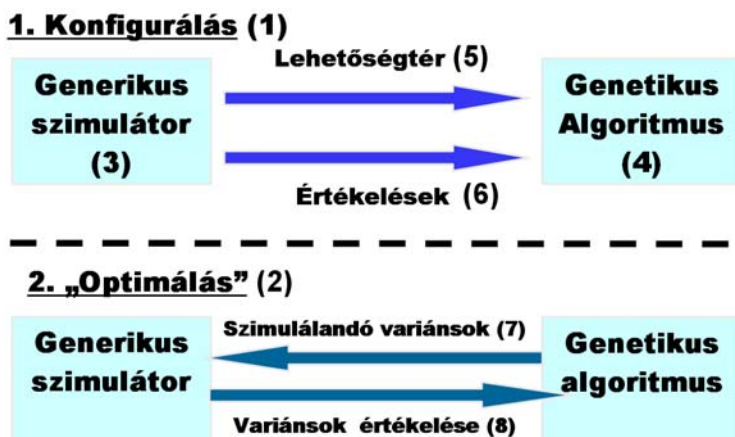 1. Konfigurálás (1)
Lehetőségtér (5)
Generikus
szimulátor
(3)
Genetikus
Algoritmus
(4)
Értékelések (6)
2. „Optimálás” (2)
Szimulálandó variánsok (7)
Generikus
szimulátor
Genetikus
algoritmus
Variánsok értékelése (8)